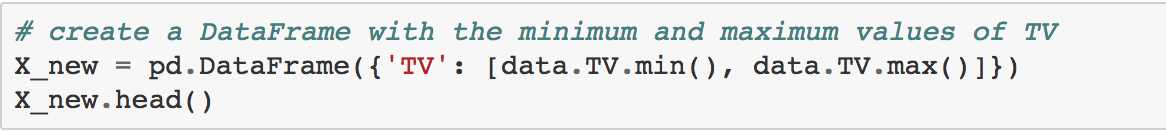 # create a DataFrame with the minimum and maximum values of TV
X_new = pd.DataFrame({'TV': [data.TV.min(), data.TV.max()]})
X_new.head()